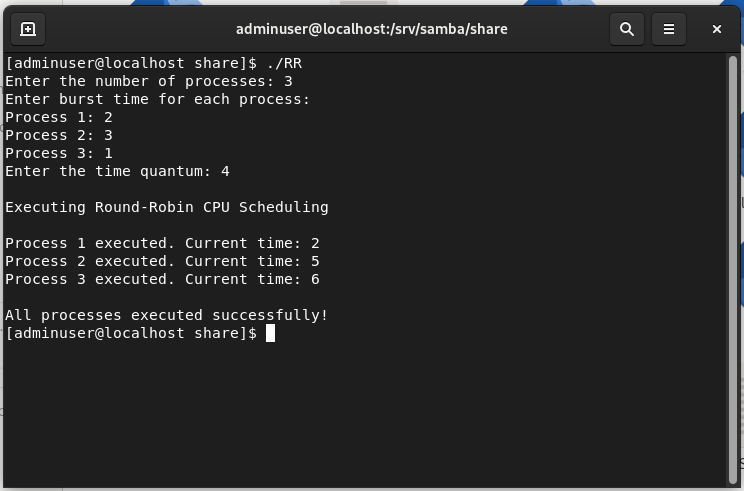 adminuser@localhost:/srv/samba/share
[adminuser@localhost share]$ ./RR
Enter the number of processes: 3
Enter burst time for each process:
Process 1: 2
Process 2: 3
Process 3: 1
Enter the time quantum: 4
Executing Round-Robin CPU Scheduling
Process 1 executed. Current time: 2
Process 2 executed. Current time: 5
Process 3 executed. Current time: 6
All processes executed successfully!
[adminuser@localhost share]$